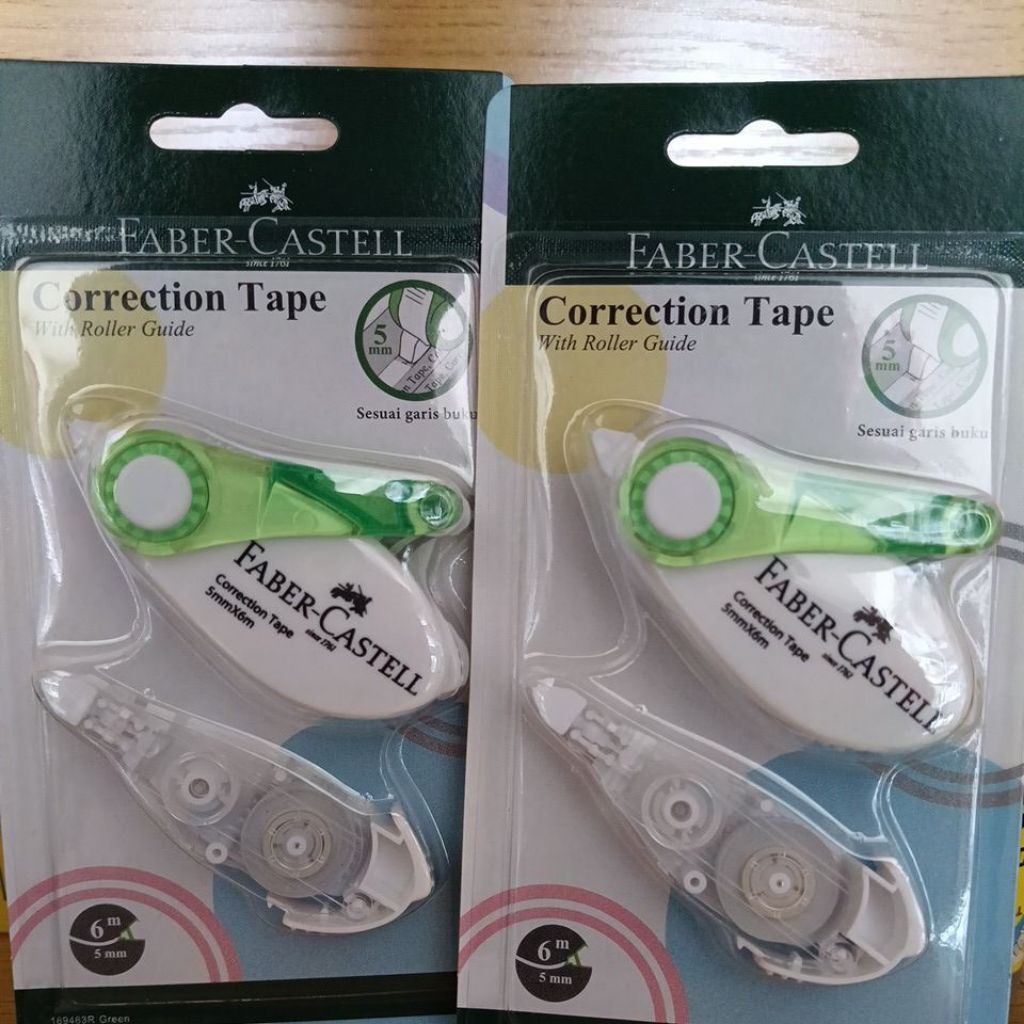 FABER-CASTELL
since 1761
Correction Tape
With Roller Guide
5
mm
Sesuai garis buku
FABER-CASTELL
since 1761
Correction Tape
5mmX6m
6 m
5 mm
169463R Green
FABER-CASTELL
since 1761
Correction Tape
With Roller Guide
5
mm
Sesuai garis buku
FABER-CASTELL
since 1761
Correction Tape
5mmX6m
6 m
5 mm